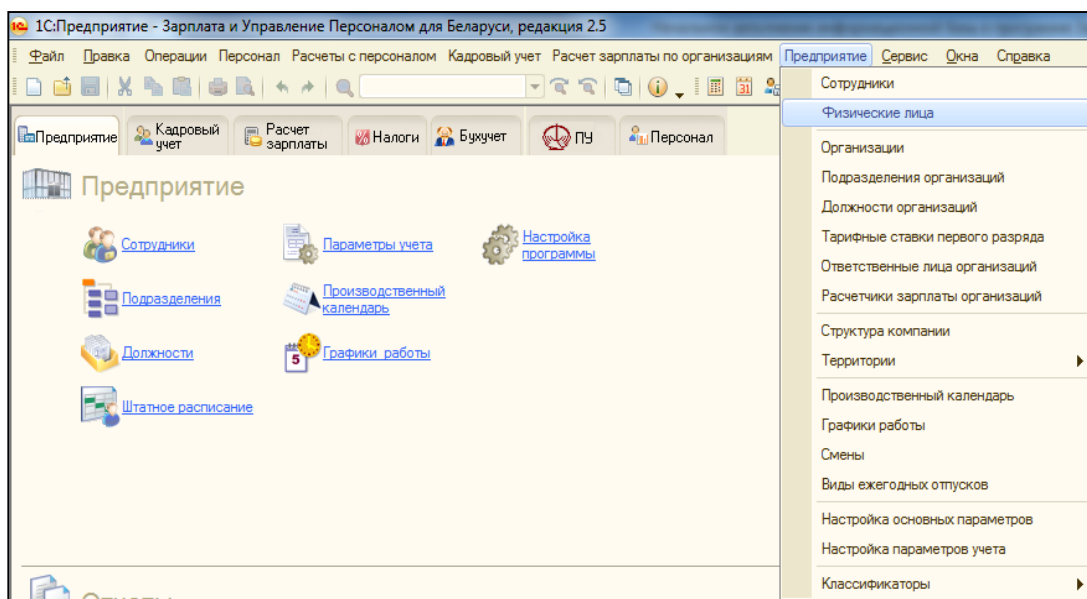 1С:Предприятие - Зарплата и Управление Персоналом для Беларуси, редакция 2.5
Файл Правка Операции Персонал Расчеты с персоналом Кадровый учет Расчет зарплаты по организациям Предприятие Сервис Окна Справка
Предприятие Кадровый учет Расчет зарплаты Налоги Бухучет ПУ Персонал
Предприятие
Сотрудники
Параметры учета
Настройка
программы
Подразделения
Производственный
календарь
Должности
Графики работы
Штатное расписание
Сотрудники
Физические лица
Организации
Подразделения организаций
Должности организаций
Тарифные ставки первого разряда
Ответственные лица организаций
Расчетчики зарплаты организаций
Структура компании
Территории
Производственный календарь
Графики работы
Смены
Виды ежегодных отпусков
Настройка основных параметров
Настройка параметров учета
Классификаторы